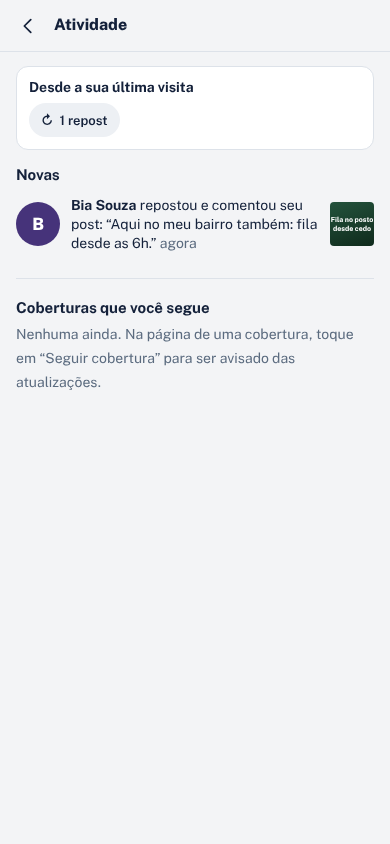 Atividade
Desde a sua última visita
1 repost
Novas
B
Bia Souza repostou e comentou seu
post: “Aqui no meu bairro também: fila
desde as 6h.” agora
Fila no posto
desde cedo
Coberturas que você segue
Nenhuma ainda. Na página de uma cobertura, toque
em “Seguir cobertura” para ser avisado das
atualizações.